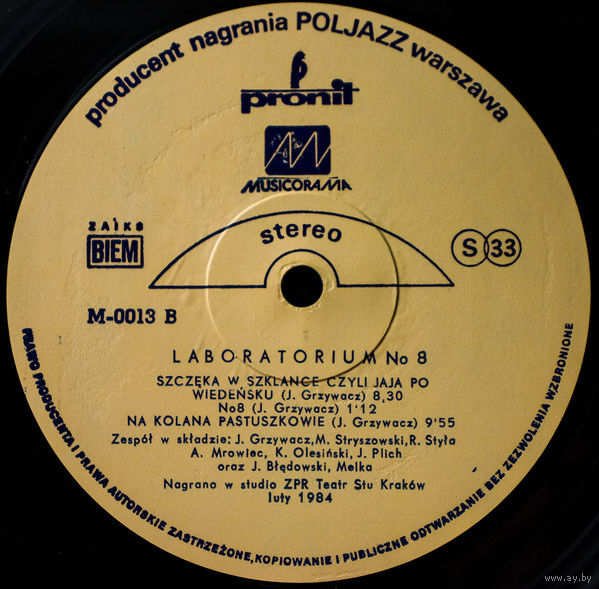 producent nagrania POLJAZZ warszawa
pronit
MUSICORAMA
stereo
ZAiKS
BIEM
S 33
M-0013 B
LABORATORIUM No 8
SZCZĘKA W SZKLANCE CZYLI JAJA PO
WIEDEŃSKU (J. Grzywacz) 8,30
No8 (J. Grzywacz) 1'12
NA KOLANA PASTUSZKOWIE (J. Grzywacz) 9'55
Zespół w składzie: J. Grzywacz, M. Stryszowski, R. Styła
A. Mrowiec, K. Olesiński, J. Plich
oraz J. Błędowski, Melka
Nagrano w studio ZPR Teatr Stu Kraków
luty 1984
PRAWO PRODUCENTA I PRAWA AUTORSKIE ZASTRZEŻONE, KOPIOWANIE I PUBLICZNE ODTWARZANIE BEZ ZEZWOLENIA WZBRONIONE
www.ay.by